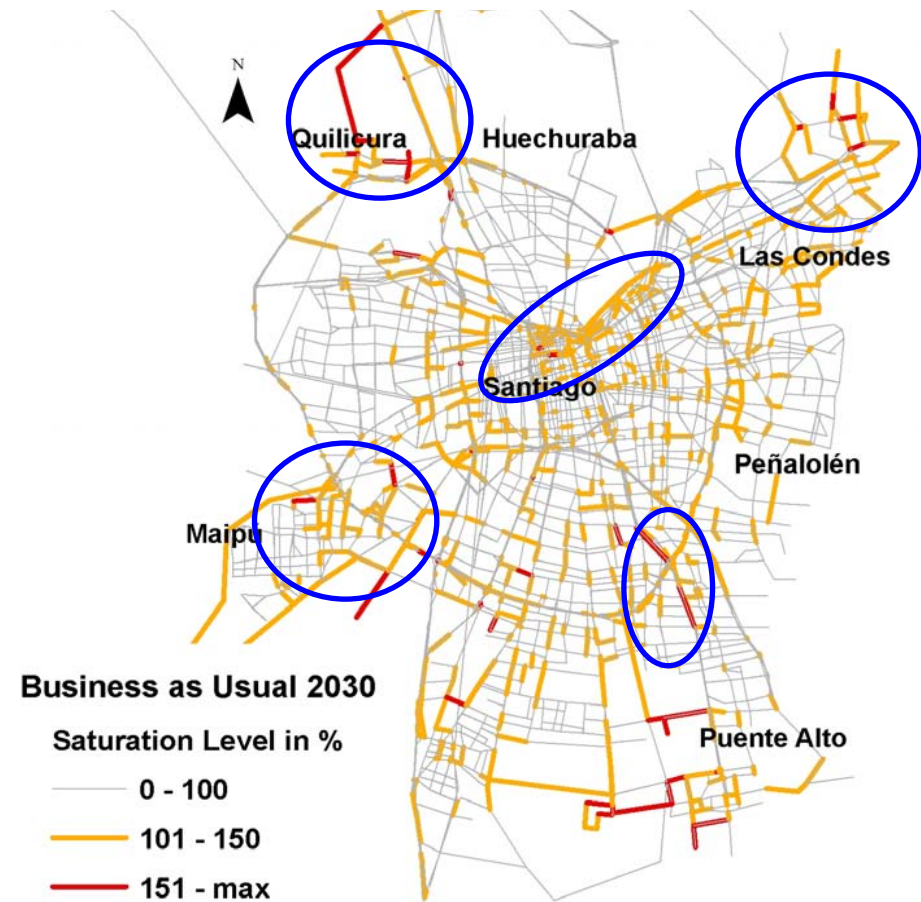 N
Quilicura
Huechuraba
Las Condes
Santiago
Peñalolén
Maipú
Puente Alto
Business as Usual 2030
Saturation Level in %
0 - 100
101 - 150
151 - max